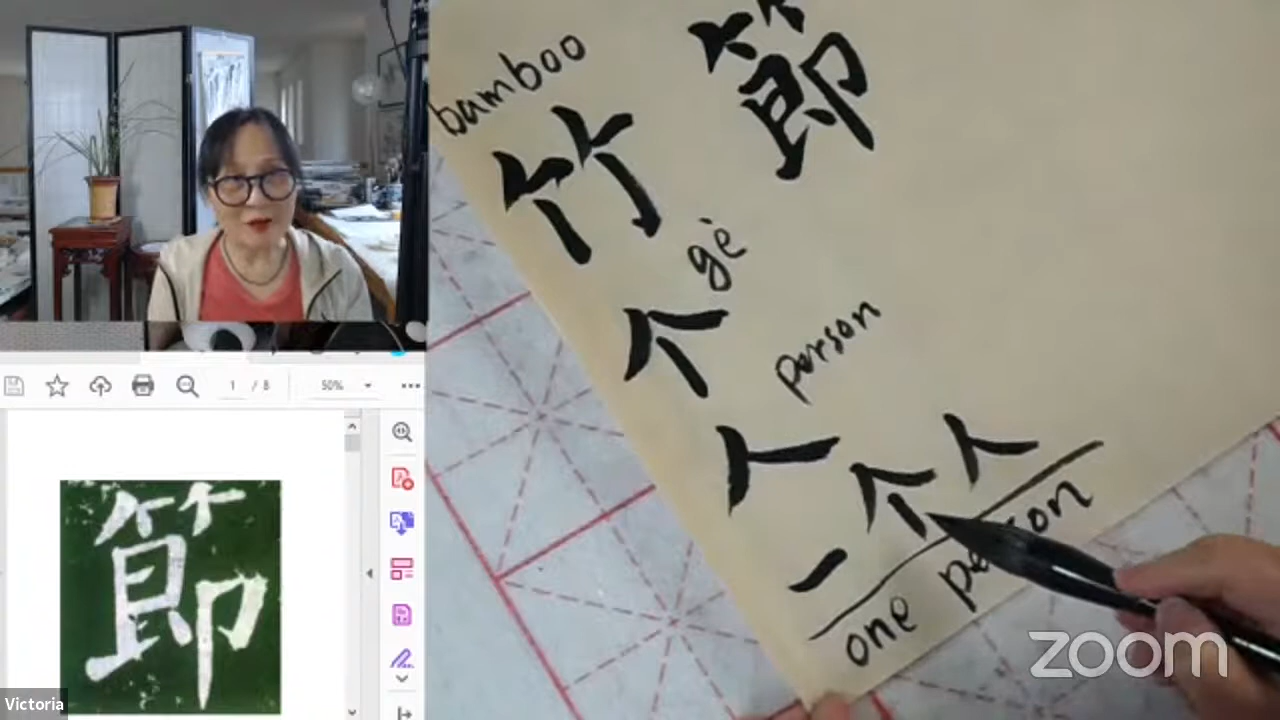 bamboo
節
竹
gè
个
person
人
一个人
one person
1 / 8
50%
節
Victoria
zoom